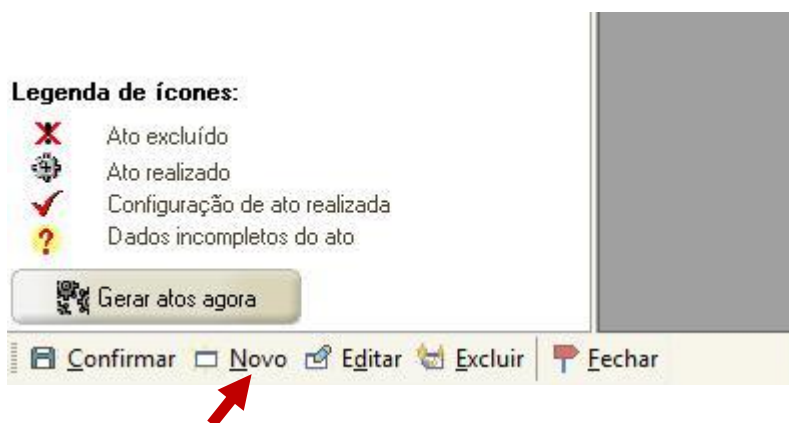 Legenda de ícones:
Ato excluído
Ato realizado
Configuração de ato realizada
Dados incompletos do ato
Gerar atos agora
Confirmar Novo Editar Excluir Fechar